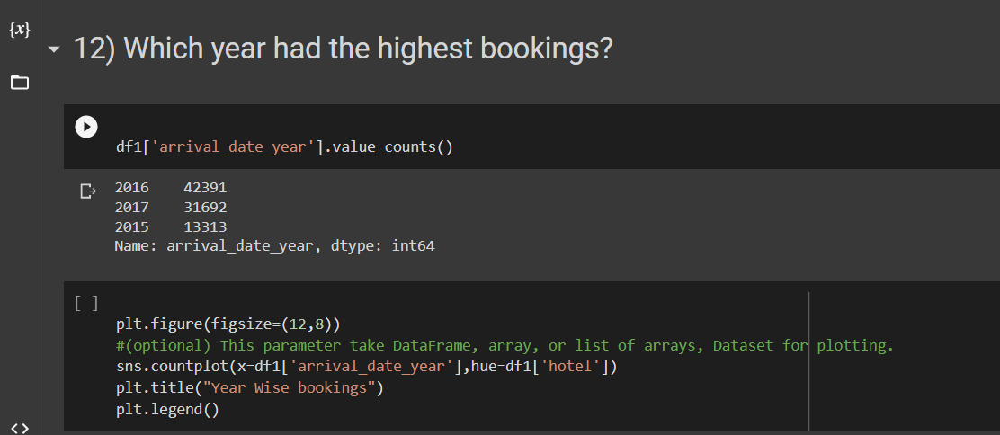 {x}
12) Which year had the highest bookings?
df1['arrival_date_year'].value_counts()
2016    42391
2017    31692
2015    13313
Name: arrival_date_year, dtype: int64
[ ]
plt.figure(figsize=(12,8))
#(optional) This parameter take DataFrame, array, or list of arrays, Dataset for plotting.
sns.countplot(x=df1['arrival_date_year'],hue=df1['hotel'])
plt.title("Year Wise bookings")
plt.legend()
<>